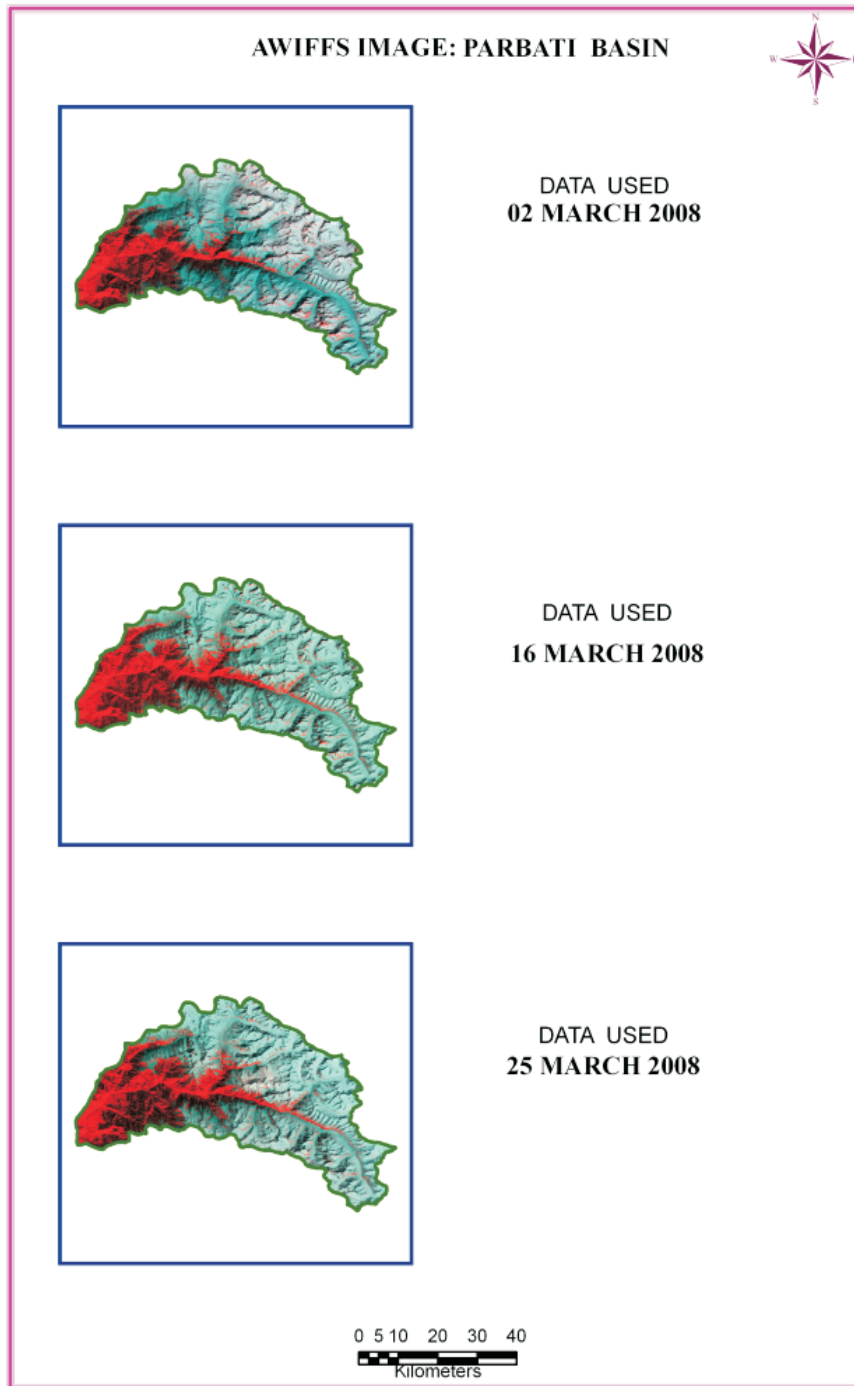 AWIFFS IMAGE: PARBATI BASIN
N
W
S
DATA USED
02 MARCH 2008
DATA USED
16 MARCH 2008
DATA USED
25 MARCH 2008
0 5 10 20 30 40
Kilometers